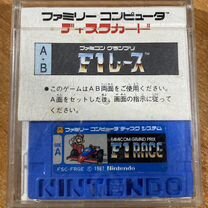 ファミリー コンピュータ
ディスクカード
A・B
ファミコン グランプリ
F1レース
●このゲームはAB両面をご使用ください。
A面をセットした後、画面の指示に従って
ください。
ファミリー コンピュータ ディスク システム
A
FAMICOM GRAND PRIX
F1 RACE
FSC-FRGE © 1987 Nintendo
NINTENDO